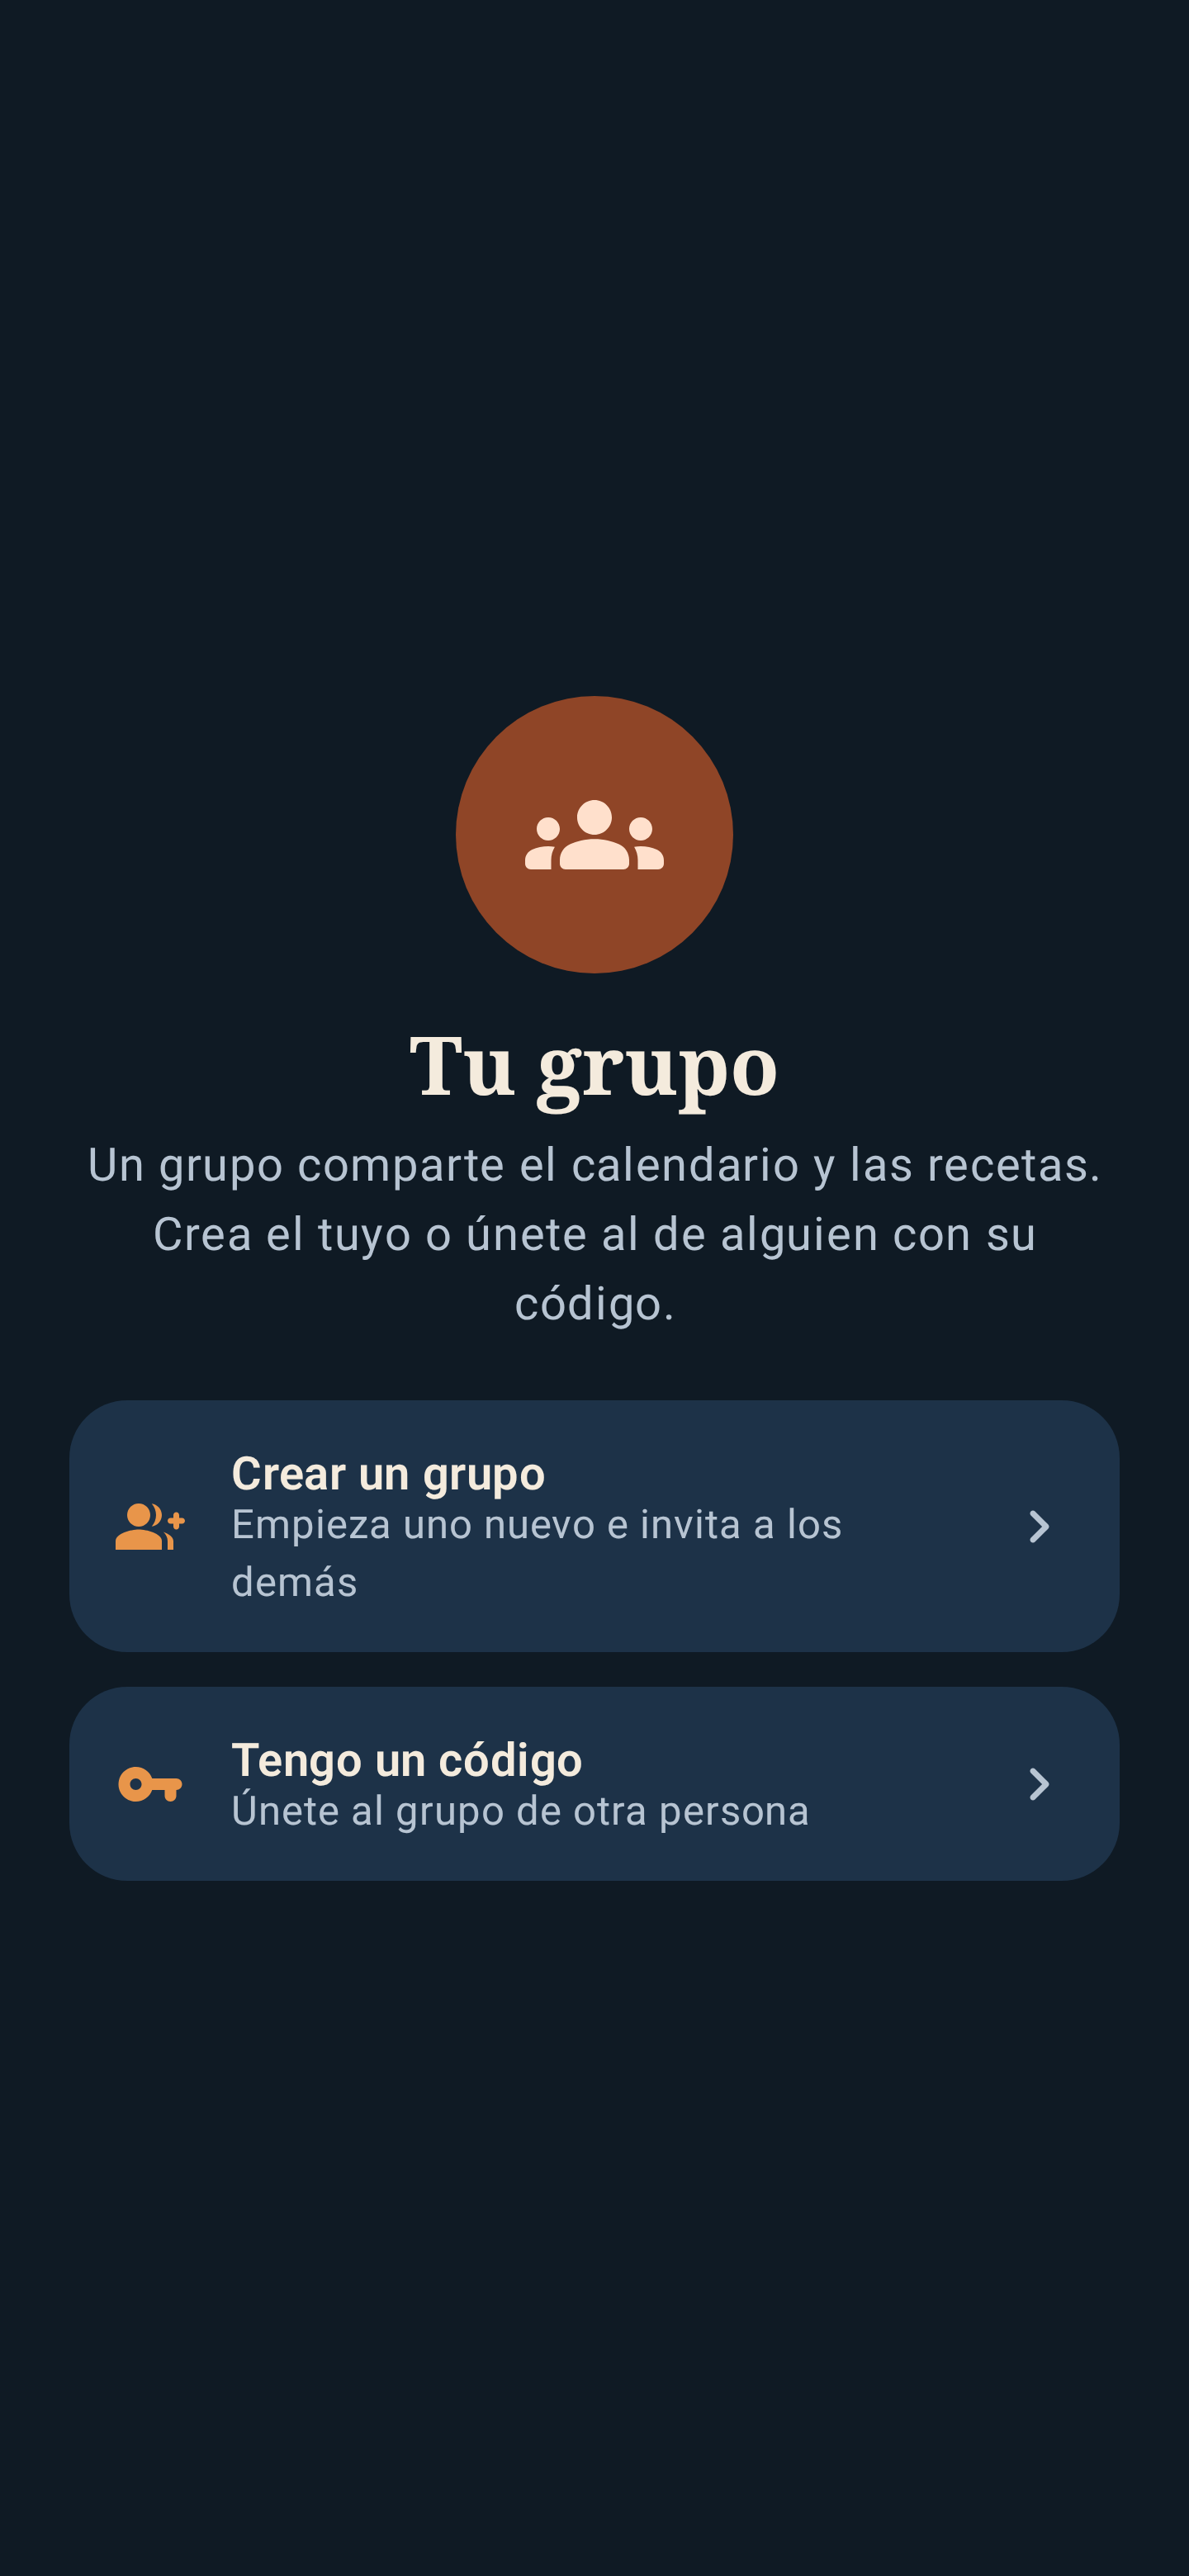 Tu grupo
Un grupo comparte el calendario y las recetas.
Crea el tuyo o únete al de alguien con su
código.
Crear un grupo
Empieza uno nuevo e invita a los
demás
Tengo un código
Únete al grupo de otra persona